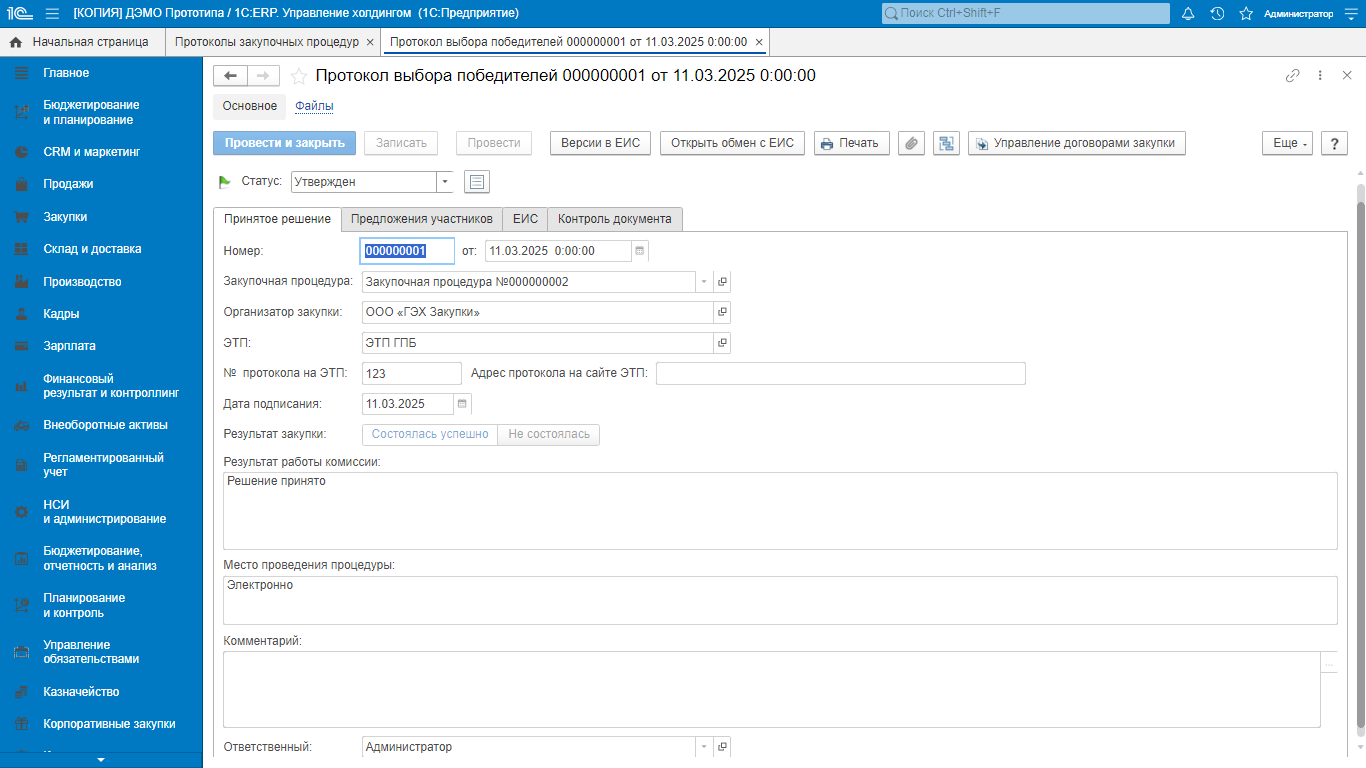 1С [КОПИЯ] ДЭМО Прототипа / 1С:ERP. Управление холдингом (1С:Предприятие) Поиск Ctrl+Shift+F Администратор
Начальная страница Протоколы закупочных процедур × Протокол выбора победителей 000000001 от 11.03.2025 0:00:00 ×
Главное
Бюджетирование
и планирование
CRM и маркетинг
Продажи
Закупки
Склад и доставка
Производство
Кадры
Зарплата
Финансовый
результат и контроллинг
Внеоборотные активы
Регламентированный
учет
НСИ
и администрирование
Бюджетирование,
отчетность и анализ
Планирование
и контроль
Управление
обязательствами
Казначейство
Корпоративные закупки
Протокол выбора победителей 000000001 от 11.03.2025 0:00:00
Основное Файлы
Провести и закрыть Записать Провести Версии в ЕИС Открыть обмен с ЕИС Печать Управление договорами закупки Еще ?
Статус: Утвержден
Принятое решение Предложения участников ЕИС Контроль документа
Номер: 000000001 от: 11.03.2025 0:00:00
Закупочная процедура: Закупочная процедура №000000002
Организатор закупки: ООО «ГЭХ Закупки»
ЭТП: ЭТП ГПБ
№ протокола на ЭТП: 123 Адрес протокола на сайте ЭТП:
Дата подписания: 11.03.2025
Результат закупки: Состоялась успешно Не состоялась
Результат работы комиссии:
Решение принято
Место проведения процедуры:
Электронно
Комментарий:
...
Ответственный: Администратор